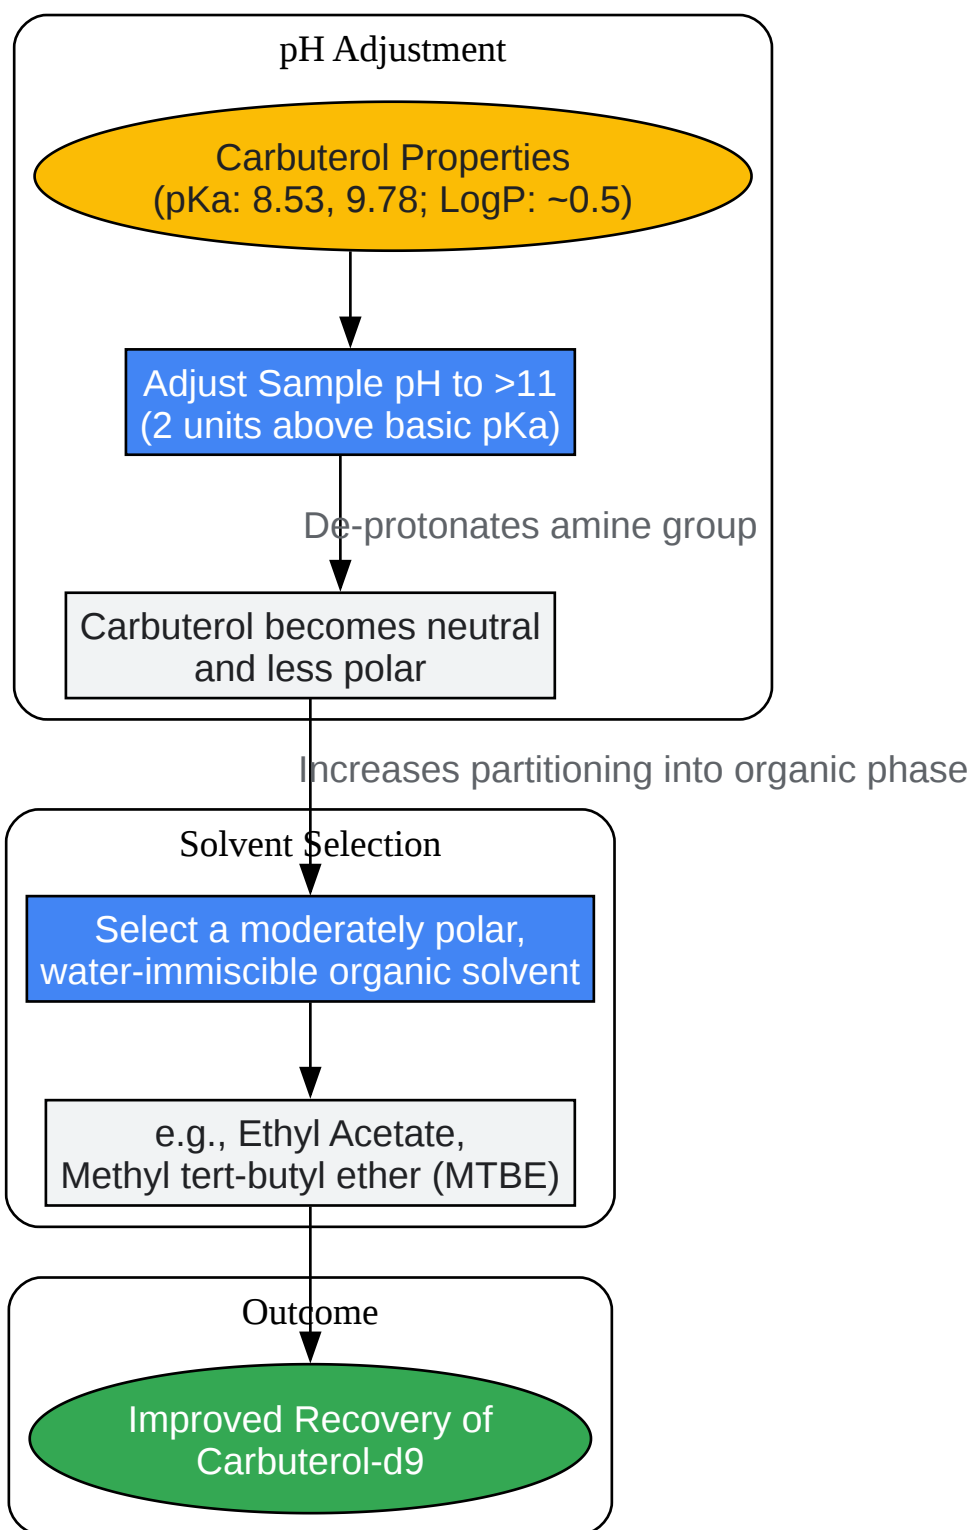 pH Adjustment
Carbuterol Properties
(pKa: 8.53, 9.78; LogP: ~0.5)
Adjust Sample pH to >11
(2 units above basic pKa)
De-protonates amine group
Carbuterol becomes neutral
and less polar
Increases partitioning into organic phase
Solvent Selection
Select a moderately polar,
water-immiscible organic solvent
e.g., Ethyl Acetate,
Methyl tert-butyl ether (MTBE)
Outcome
Improved Recovery of
Carbuterol-d9